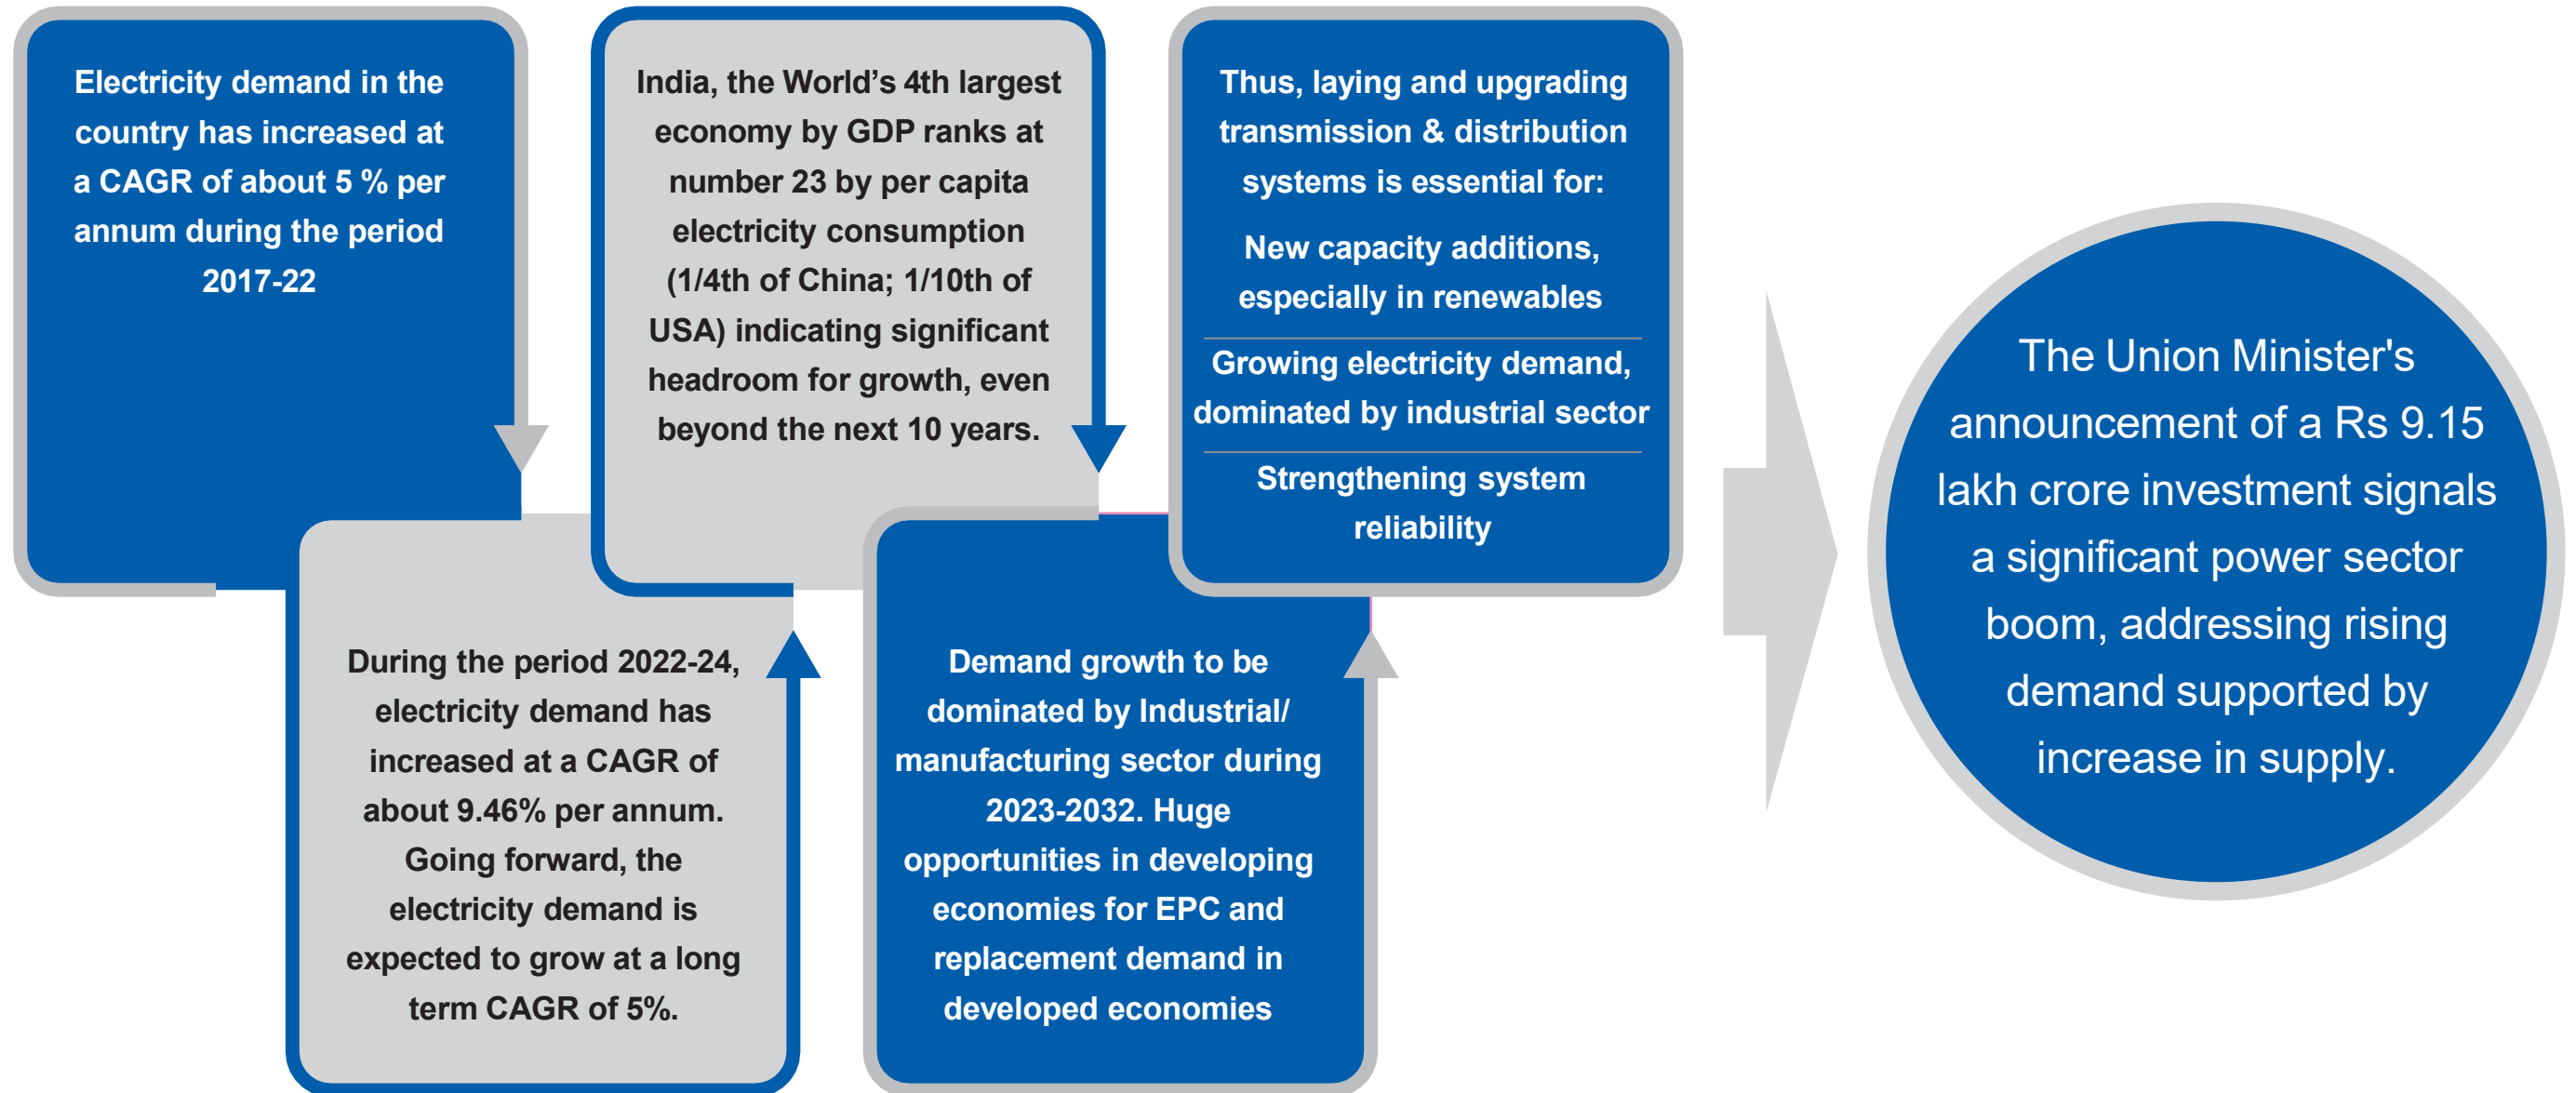 Electricity demand in the
country has increased at
a CAGR of about 5 % per
annum during the period
2017-22
During the period 2022-24,
electricity demand has
increased at a CAGR of
about 9.46% per annum.
Going forward, the
electricity demand is
expected to grow at a long
term CAGR of 5%.
India, the World’s 4th largest
economy by GDP ranks at
number 23 by per capita
electricity consumption
(1/4th of China; 1/10th of
USA) indicating significant
headroom for growth, even
beyond the next 10 years.
Demand growth to be
dominated by Industrial/
manufacturing sector during
2023-2032. Huge
opportunities in developing
economies for EPC and
replacement demand in
developed economies
Thus, laying and upgrading
transmission & distribution
systems is essential for:
New capacity additions,
especially in renewables
Growing electricity demand,
dominated by industrial sector
Strengthening system
reliability
The Union Minister's
announcement of a Rs 9.15
lakh crore investment signals
a significant power sector
boom, addressing rising
demand supported by
increase in supply.